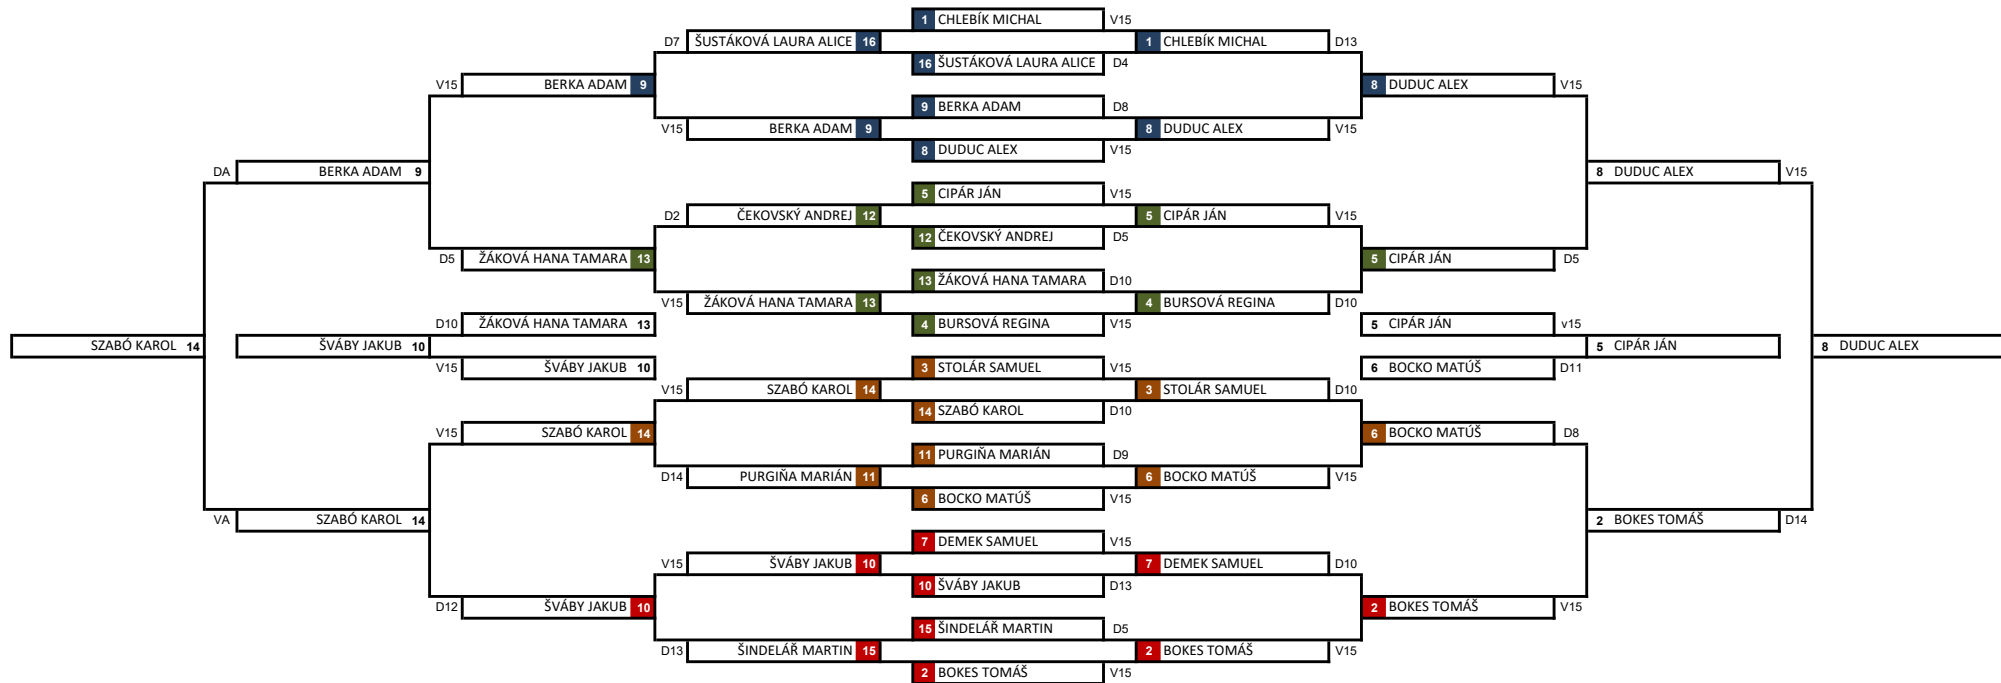 1 CHLEBÍK MICHAL V15
D7 ŠUSTÁKOVÁ LAURA ALICE 16 1 CHLEBÍK MICHAL D13
16 ŠUSTÁKOVÁ LAURA ALICE D4
V15 BERKA ADAM 9 8 DUDUC ALEX V15
9 BERKA ADAM D8
V15 BERKA ADAM 9 8 DUDUC ALEX V15
8 DUDUC ALEX V15
DA BERKA ADAM 9 8 DUDUC ALEX V15
5 CIPÁR JÁN V15
D2 ČEKOVSKÝ ANDREJ 12 5 CIPÁR JÁN V15
12 ČEKOVSKÝ ANDREJ D5
D5 ŽÁKOVÁ HANA TAMARA 13 5 CIPÁR JÁN D5
13 ŽÁKOVÁ HANA TAMARA D10
V15 ŽÁKOVÁ HANA TAMARA 13 4 BURSOVÁ REGINA D10
D10 ŽÁKOVÁ HANA TAMARA 13 4 BURSOVÁ REGINA V15 5 CIPÁR JÁN v15
SZABÓ KAROL 14 ŠVÁBY JAKUB 10 5 CIPÁR JÁN 8 DUDUC ALEX
V15 ŠVÁBY JAKUB 10 3 STOLÁR SAMUEL V15 6 BOCKO MATÚŠ D11
V15 SZABÓ KAROL 14 3 STOLÁR SAMUEL D10
14 SZABÓ KAROL D10
V15 SZABÓ KAROL 14 6 BOCKO MATÚŠ D8
11 PURGIŇA MARIÁN D9
D14 PURGIŇA MARIÁN 11 6 BOCKO MATÚŠ V15
6 BOCKO MATÚŠ V15
VA SZABÓ KAROL 14 2 BOKES TOMÁŠ D14
7 DEMEK SAMUEL V15
V15 ŠVÁBY JAKUB 10 7 DEMEK SAMUEL D10
10 ŠVÁBY JAKUB D13
D12 ŠVÁBY JAKUB 10 2 BOKES TOMÁŠ V15
15 ŠINDELÁŘ MARTIN D5
D13 ŠINDELÁŘ MARTIN 15 2 BOKES TOMÁŠ V15
2 BOKES TOMÁŠ V15